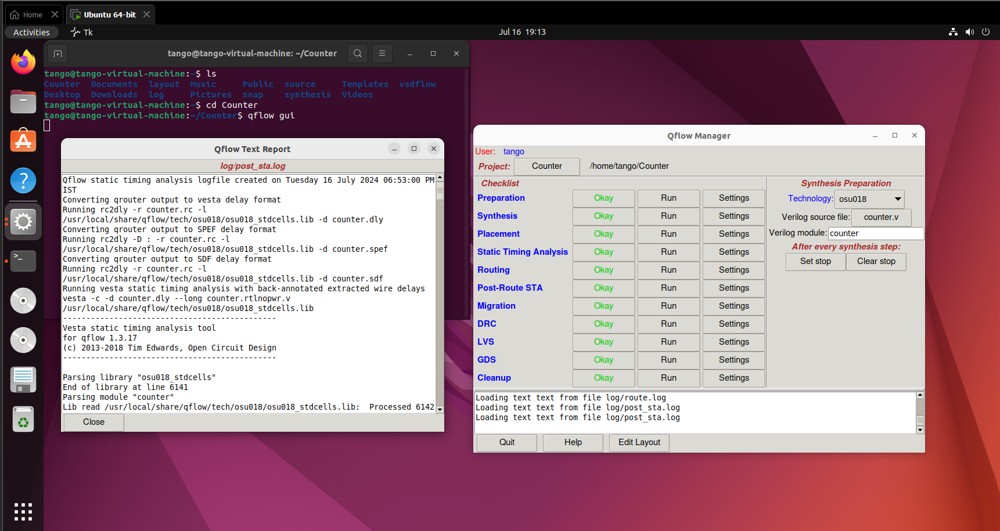 Home
Ubuntu 64-bit
Activities
Tk
Jul 16 19:13
tango@tango-virtual-machine: ~/Counter
tango@tango-virtual-machine:~$ ls
Counter Documents layout Music Public source Templates vsdflow
Desktop Downloads log Pictures snap synthesis Videos
tango@tango-virtual-machine:~$ cd Counter
tango@tango-virtual-machine:~/Counter$ qflow gui
Qflow Text Report
log/post_sta.log
Qflow static timing analysis logfile created on Tuesday 16 July 2024 06:53:00 PM
IST
Converting qrouter output to vesta delay format
Running rc2dly -r counter.rc -l
/usr/local/share/qflow/tech/osu018/osu018_stdcells.lib -d counter.dly
Converting qrouter output to SPEF delay format
Running rc2dly -D : -r counter.rc -l
/usr/local/share/qflow/tech/osu018/osu018_stdcells.lib -d counter.spef
Converting qrouter output to SDF delay format
Running rc2dly -r counter.rc -l
/usr/local/share/qflow/tech/osu018/osu018_stdcells.lib -d counter.sdf
Running vesta static timing analysis with back-annotated extracted wire delays
vesta -c -d counter.dly --long counter.rtlnopwr.v
/usr/local/share/qflow/tech/osu018/osu018_stdcells.lib
----------------------------------------------
Vesta static timing analysis tool
for qflow 1.3.17
(c) 2013-2018 Tim Edwards, Open Circuit Design
----------------------------------------------
Parsing library "osu018_stdcells"
End of library at line 6141
Parsing module "counter"
Lib read /usr/local/share/qflow/tech/osu018/osu018_stdcells.lib: Processed 6142
Close
Qflow Manager
User: tango
Project: Counter /home/tango/Counter
Checklist
Preparation Okay Run Settings
Synthesis Okay Run Settings
Placement Okay Run Settings
Static Timing Analysis Okay Run Settings
Routing Okay Run Settings
Post-Route STA Okay Run Settings
Migration Okay Run Settings
DRC Okay Run Settings
LVS Okay Run Settings
GDS Okay Run Settings
Cleanup Okay Run Settings
Synthesis Preparation
Technology: osu018
Verilog source file: counter.v
Verilog module: counter
After every synthesis step:
Set stop Clear stop
Loading text text from file log/route.log
Loading text text from file log/post_sta.log
Loading text text from file log/post_sta.log
Quit Help Edit Layout